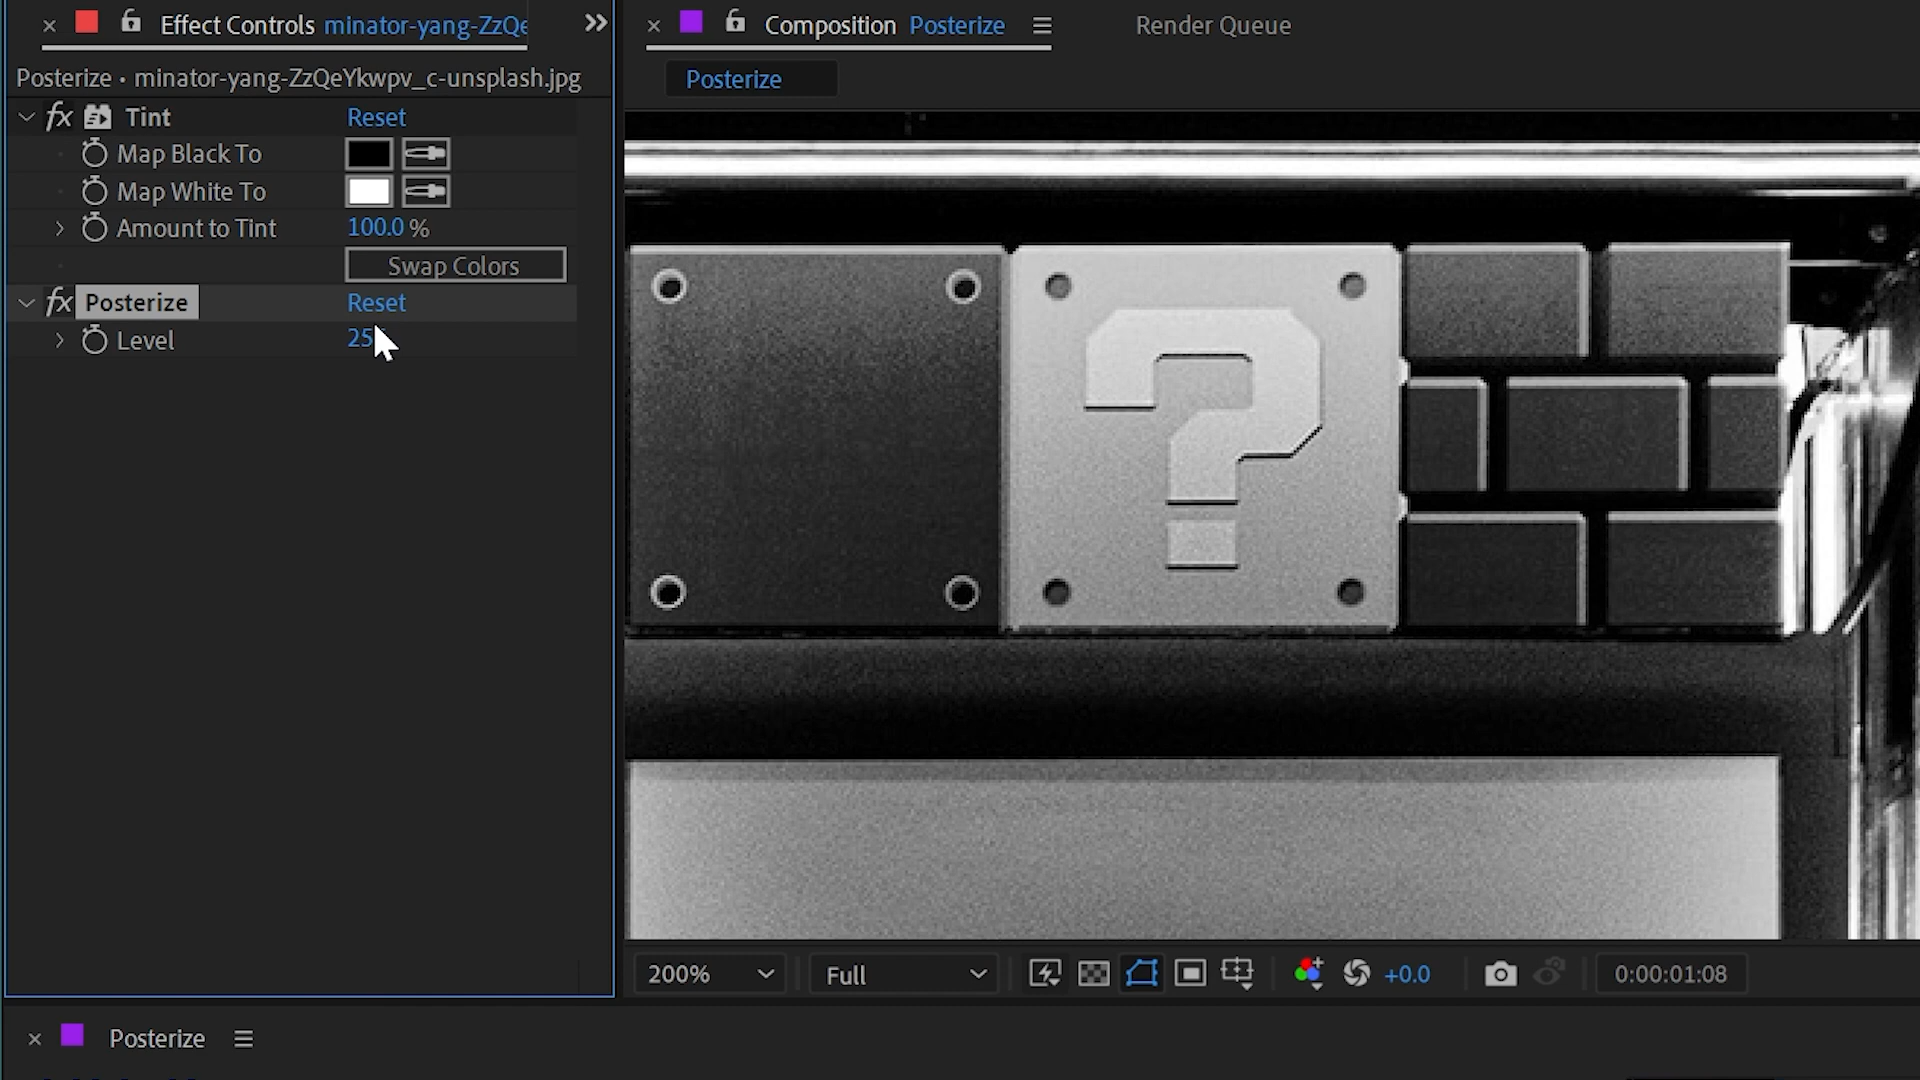 Effect Controls minator-yang-ZzQe
Posterize • minator-yang-ZzQeYkwpv_c-unsplash.jpg
fx Tint Reset
Map Black To
Map White To
Amount to Tint 100.0 %
Swap Colors
fx Posterize Reset
Level 25
Composition Posterize
Render Queue
Posterize
?
200%
Full
+0.0
0:00:01:08
Posterize